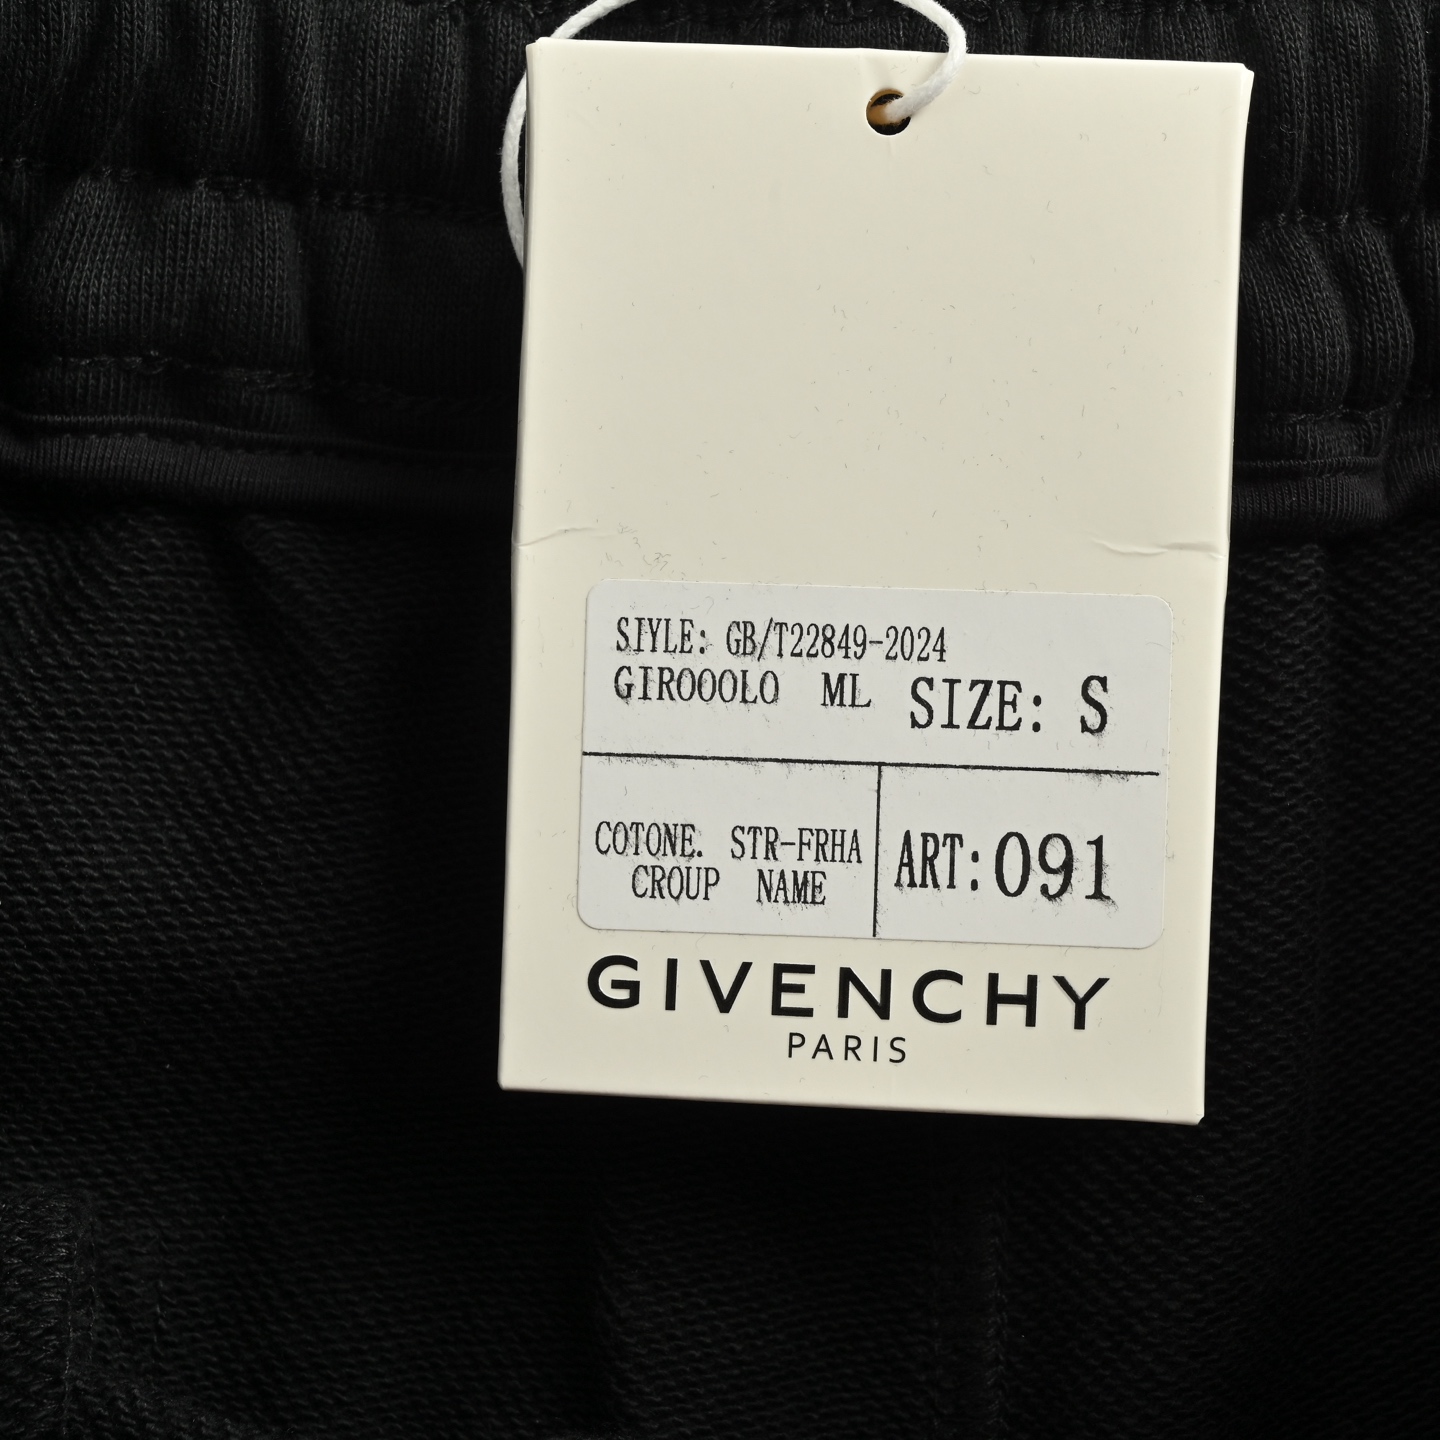 SIYLE: GB/T22849-2024
GIROOOLO ML SIZE: S
COTONE. STR-FRHA
CROUP NAME
ART:091
GIVENCHY
PARIS